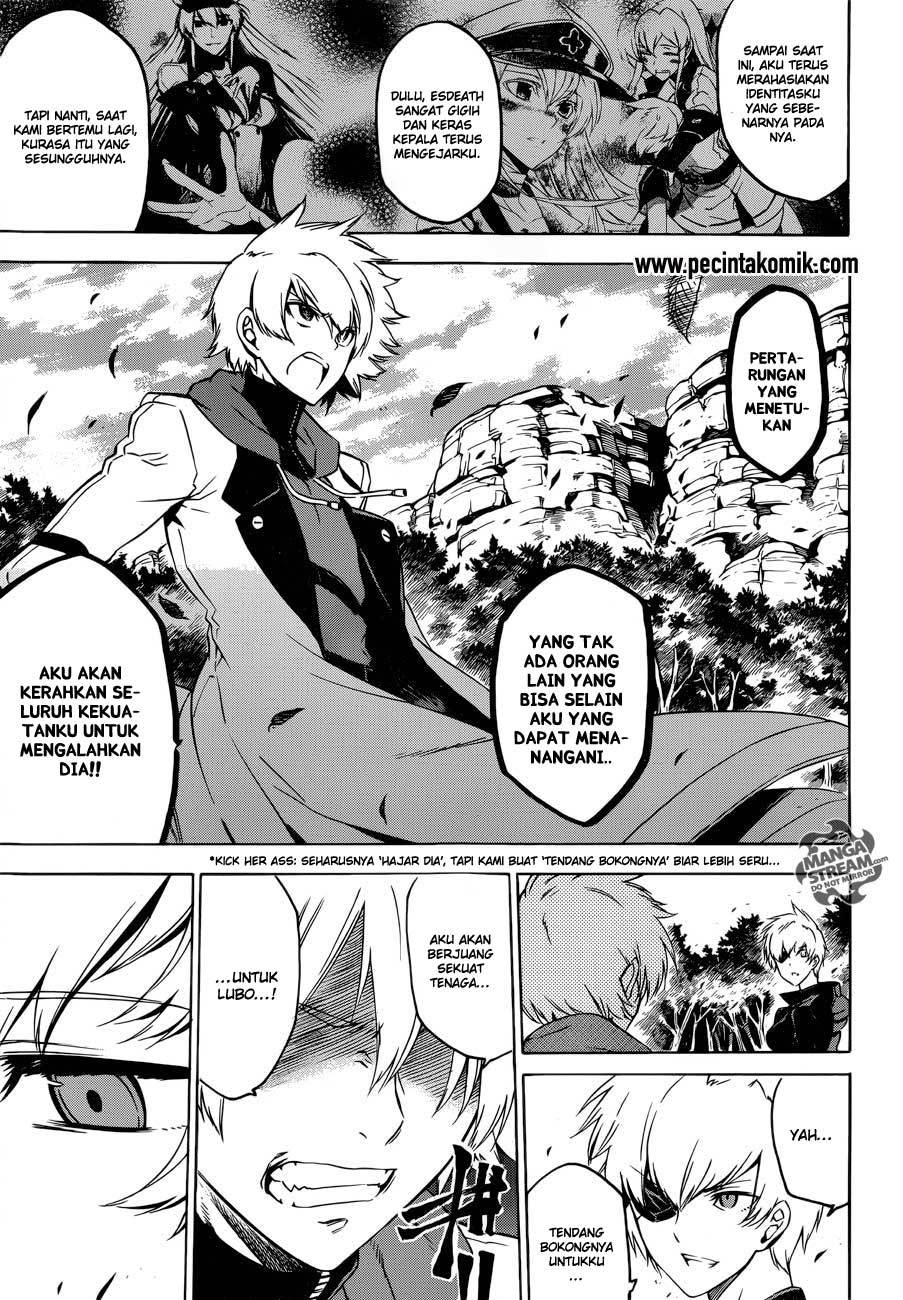 SAMPAI SAAT
INI, AKU TERUS
MERAHASIAKAN
IDENTITASKU
YANG SEBE-
NARNYA PADA
NYA.
DULU, ESDEATH
SANGAT GIGIH
DAN KERAS
KEPALA TERUS
MENGEJARKU.
TAPI NANTI, SAAT
KAMI BERTEMU LAGI,
KURASA ITU YANG
SESUNGGUHNYA.
www.pecintakomik.com
PERTA-
RUNGAN
YANG
MENETU-
KAN
YANG TAK
ADA ORANG
LAIN YANG
BISA SELAIN
AKU YANG
DAPAT MENA-
NANGANI..
AKU AKAN
KERAHKAN SE-
LURUH KEKUA-
TANKU UNTUK
MENGALAHKAN
DIA!!
*KICK HER ASS: SEHARUSNYA 'HAJAR DIA', TAPI KAMI BUAT 'TENDANG BOKONGNYA' BIAR LEBIH SERU...
MANGA
STREAM.com
DO NOT MIRROR
YAH...
TENDANG
BOKONGNYA
UNTUKKU
...
AKU AKAN
BERJUANG
SEKUAT
TENAGA...
...UNTUK
LUBO...!